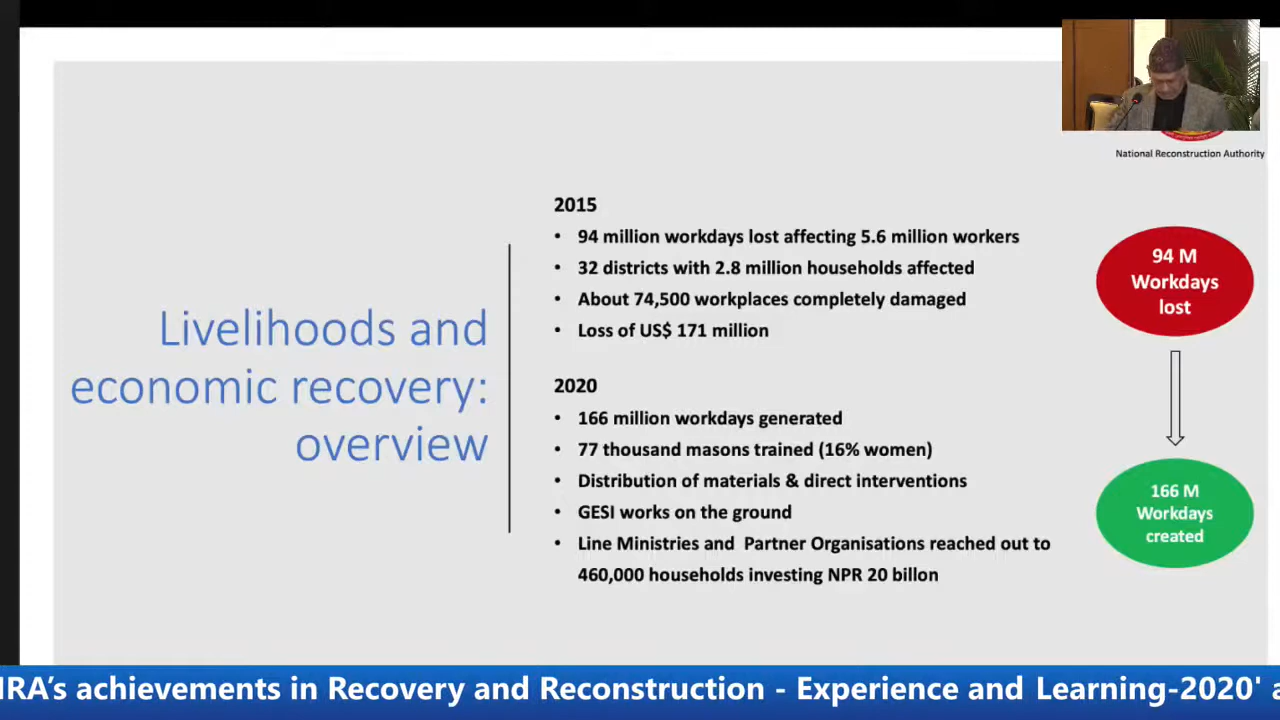 National Reconstruction Authority
Livelihoods and
economic recovery:
overview
2015
• 94 million workdays lost affecting 5.6 million workers
• 32 districts with 2.8 million households affected
• About 74,500 workplaces completely damaged
• Loss of US$ 171 million
2020
• 166 million workdays generated
• 77 thousand masons trained (16% women)
• Distribution of materials & direct interventions
• GESI works on the ground
• Line Ministries and Partner Organisations reached out to
460,000 households investing NPR 20 billon
94 M
Workdays
lost
166 M
Workdays
created
IRA’s achievements in Recovery and Reconstruction - Experience and Learning-2020' a